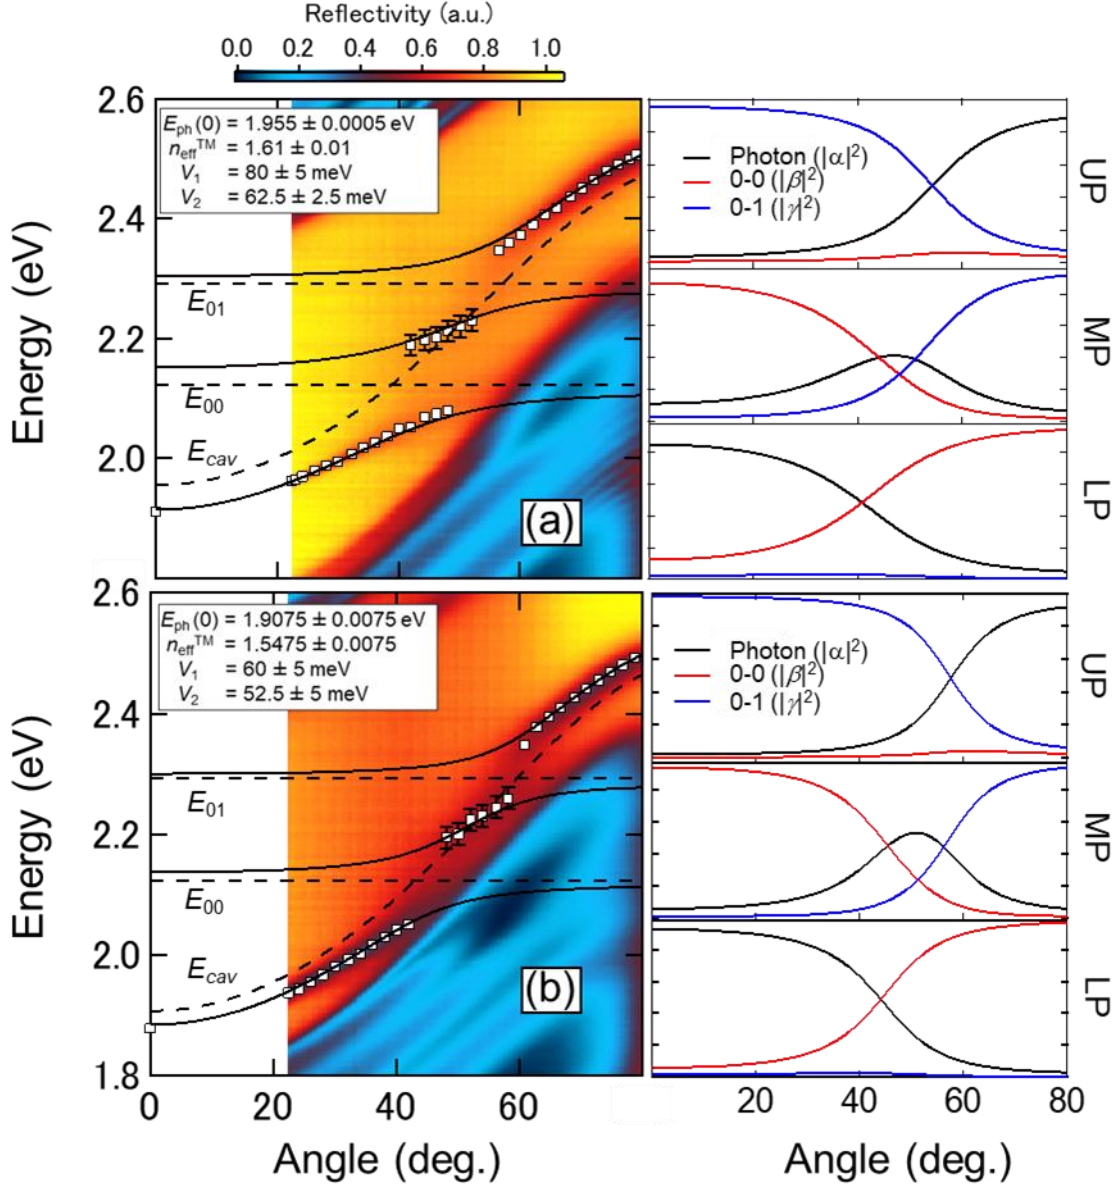 Reflectivity (a.u.)
0.0 0.2 0.4 0.6 0.8 1.0
2.6
2.4
2.2
2.0
Energy (eV)
E_ph (0) = 1.955 ± 0.0005 eV
n_eff^TM = 1.61 ± 0.01
V_1 = 80 ± 5 meV
V_2 = 62.5 ± 2.5 meV
E_01
E_00
E_cav
(a)
Photon (|α|²)
0-0 (|β|²)
0-1 (|γ|²)
UP
MP
LP
2.6
2.4
2.2
2.0
1.8
Energy (eV)
E_ph (0) = 1.9075 ± 0.0075 eV
n_eff^TM = 1.5475 ± 0.0075
V_1 = 60 ± 5 meV
V_2 = 52.5 ± 5 meV
E_01
E_00
E_cav
(b)
0 20 40 60
Angle (deg.)
Photon (|α|²)
0-0 (|β|²)
0-1 (|γ|²)
UP
MP
LP
20 40 60 80
Angle (deg.)